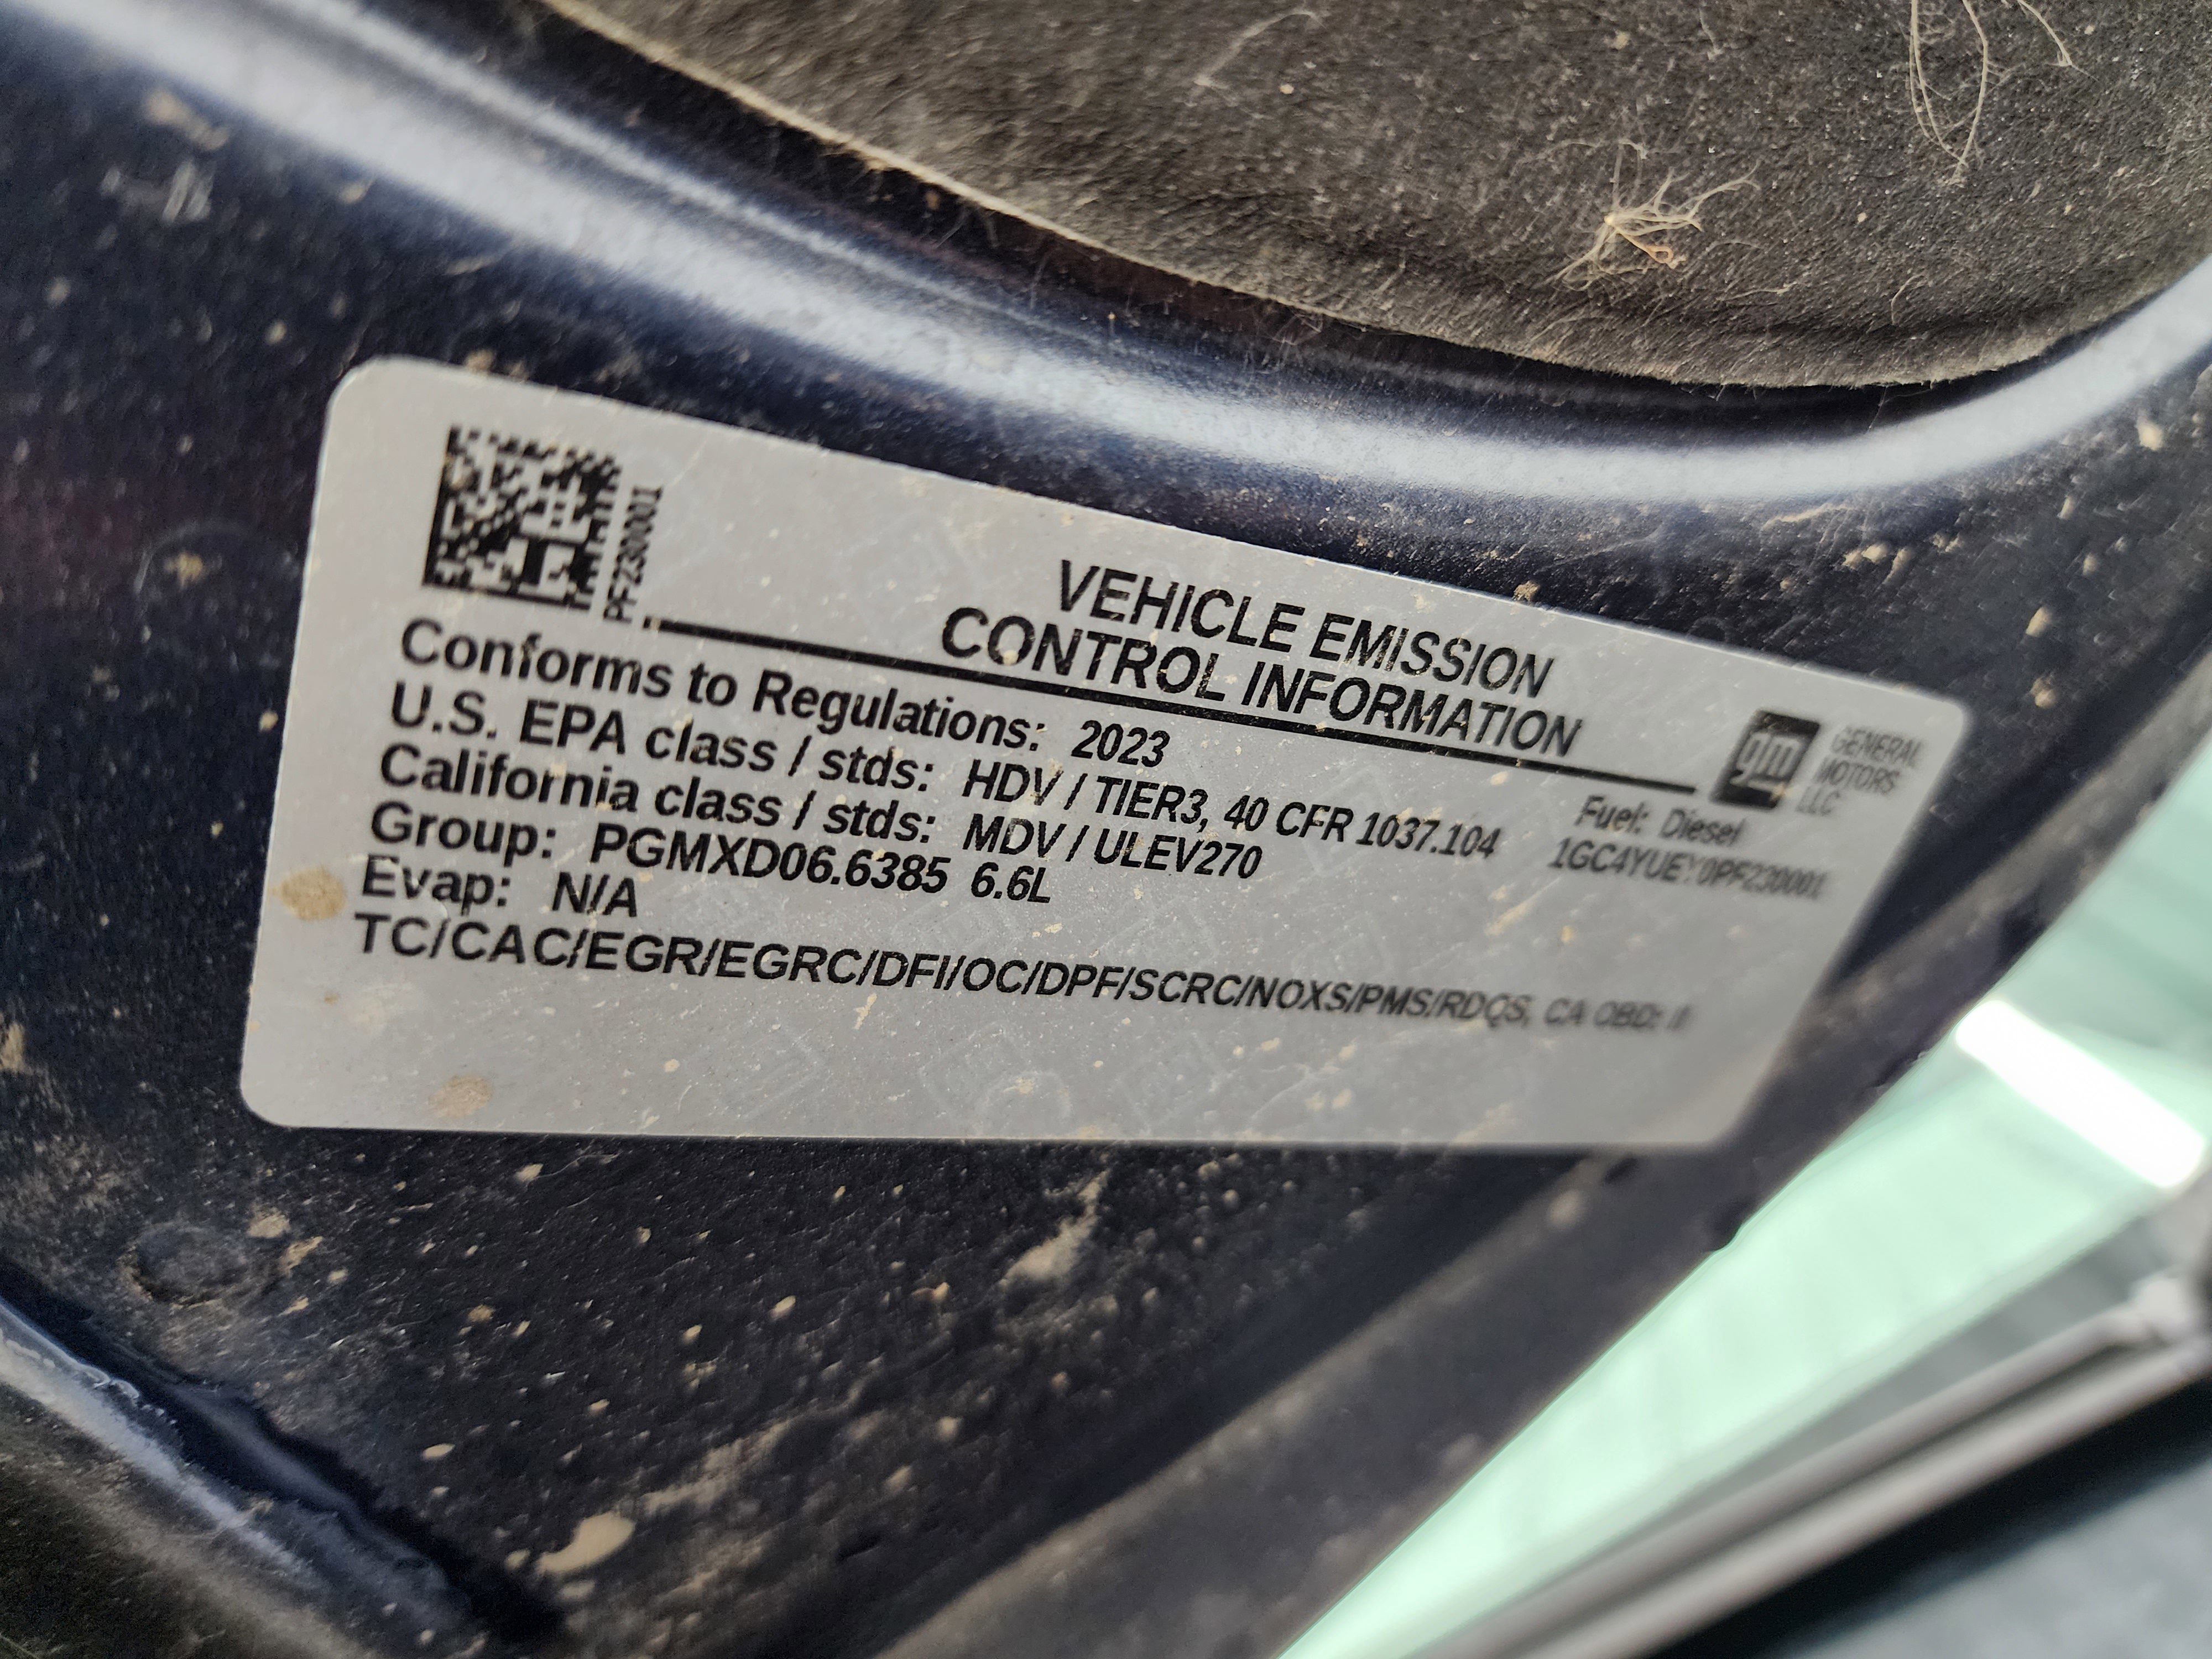 PF230001
VEHICLE EMISSION
CONTROL INFORMATION
gm GENERAL
MOTORS
LLC
Conforms to Regulations: 2023
Fuel: Diesel
U.S. EPA class / stds: HDV / TIER3, 40 CFR 1037.104
California class / stds: MDV / ULEV270
Group: PGMXD06.6385 6.6L
Evap: N/A
TC/CAC/EGR/EGRC/DFI/OC/DPF/SCRC/NOXS/PMS/RDQS, CA OBD: II